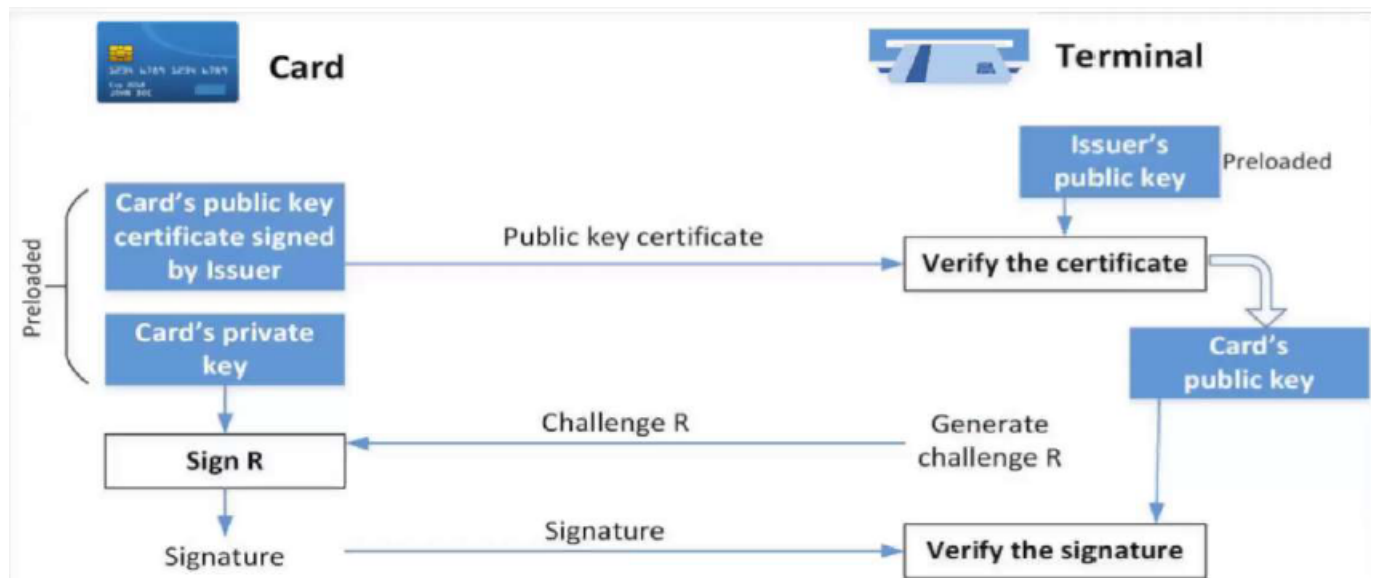 Card
Terminal
Issuer's
public key
Preloaded
Card's public key
certificate signed
by Issuer
Public key certificate
Verify the certificate
Preloaded
Card's private
key
Card's
public key
Challenge R
Generate
challenge R
Sign R
Signature
Signature
Verify the signature